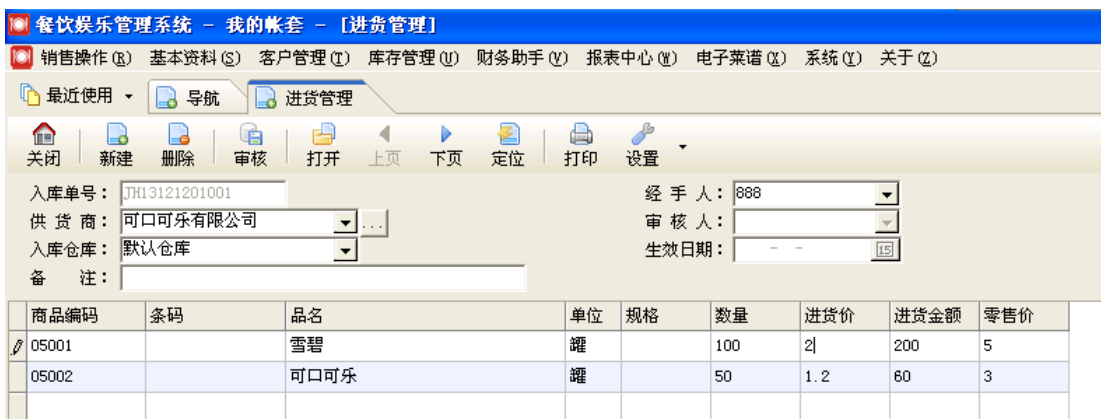 餐饮娱乐管理系统 - 我的帐套 - [进货管理]
销售操作(R) 基本资料(S) 客户管理(T) 库存管理(U) 财务助手(V) 报表中心(W) 电子菜谱(X) 系统(Y) 关于(Z)
最近使用 导航 进货管理
关闭 新建 删除 审核 打开 上页 下页 定位 打印 设置
入库单号： JH13121201001 经 手 人： 888
供 货 商： 可口可乐有限公司 ... 审 核 人：
入库仓库： 默认仓库 生效日期： - - 15
备 注：
商品编码 条码 品名 单位 规格 数量 进货价 进货金额 零售价
05001 雪碧 罐 100 2 200 5
05002 可口可乐 罐 50 1.2 60 3